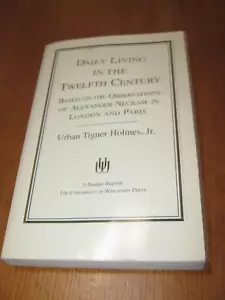 DAILY LIVING
IN THE
TWELFTH CENTURY
BASED ON THE OBSERVATIONS
OF ALEXANDER NECKAM IN
LONDON AND PARIS
Urban Tigner Holmes, Jr.
A Badger Reprint
THE UNIVERSITY OF WISCONSIN PRESS